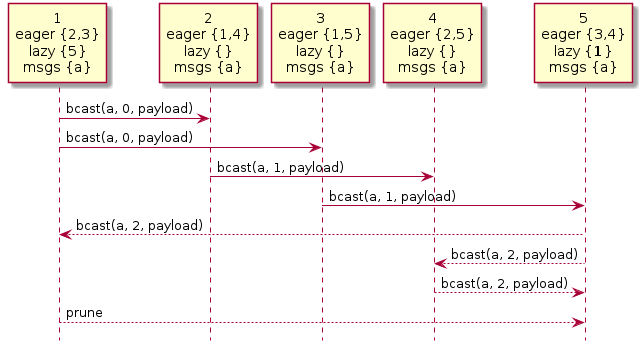 1
eager {2,3}
lazy {5}
msgs {a}
2
eager {1,4}
lazy {}
msgs {a}
3
eager {1,5}
lazy {}
msgs {a}
4
eager {2,5}
lazy {}
msgs {a}
5
eager {3,4}
lazy {1}
msgs {a}
bcast(a, 0, payload)
bcast(a, 0, payload)
bcast(a, 1, payload)
bcast(a, 1, payload)
bcast(a, 2, payload)
bcast(a, 2, payload)
bcast(a, 2, payload)
prune